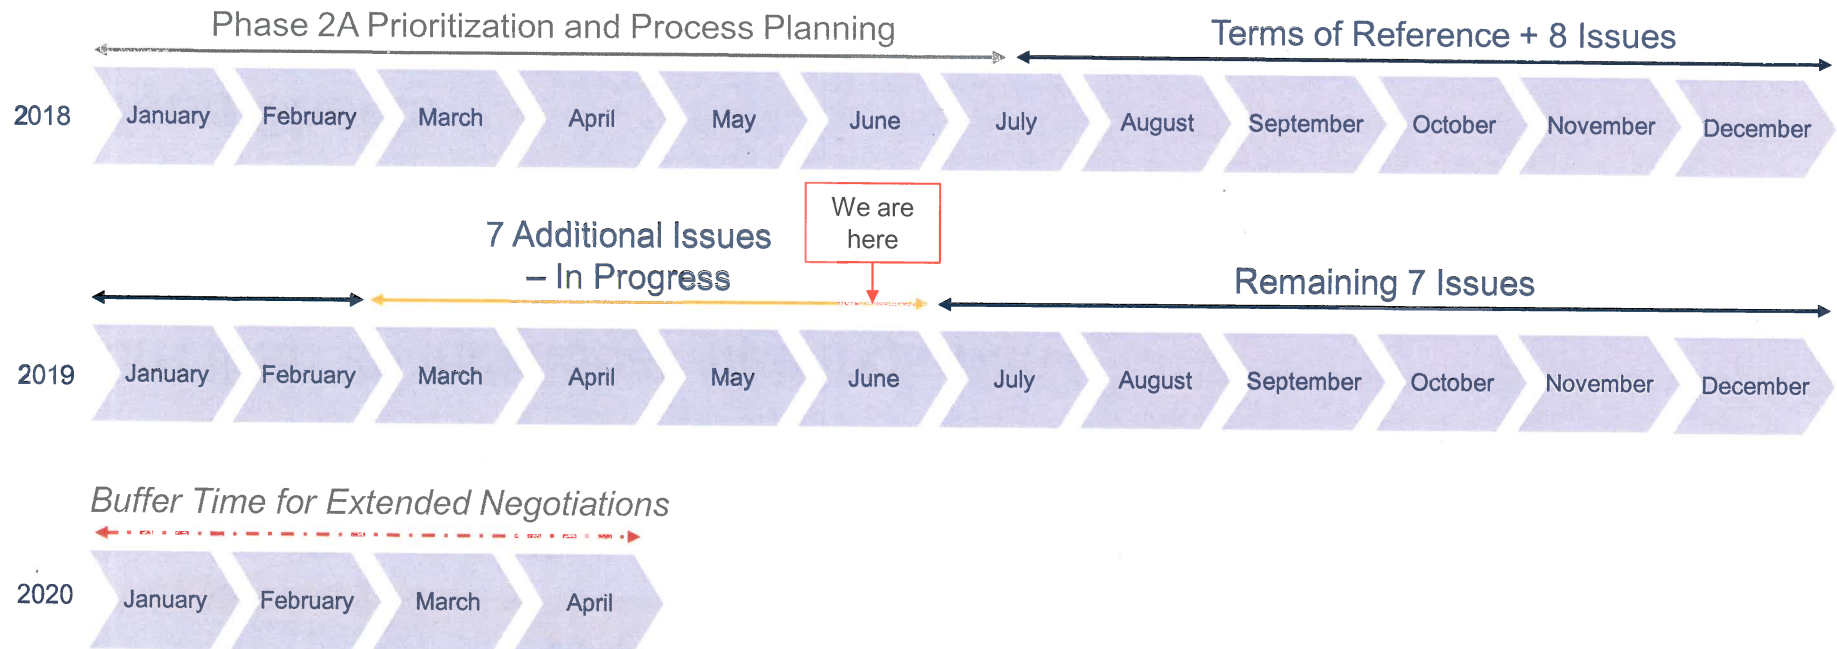 Phase 2A Prioritization and Process Planning
Terms of Reference + 8 Issues
2018
January
February
March
April
May
June
July
August
September
October
November
December
We are
here
7 Additional Issues
– In Progress
Remaining 7 Issues
2019
January
February
March
April
May
June
July
August
September
October
November
December
Buffer Time for Extended Negotiations
2020
January
February
March
April